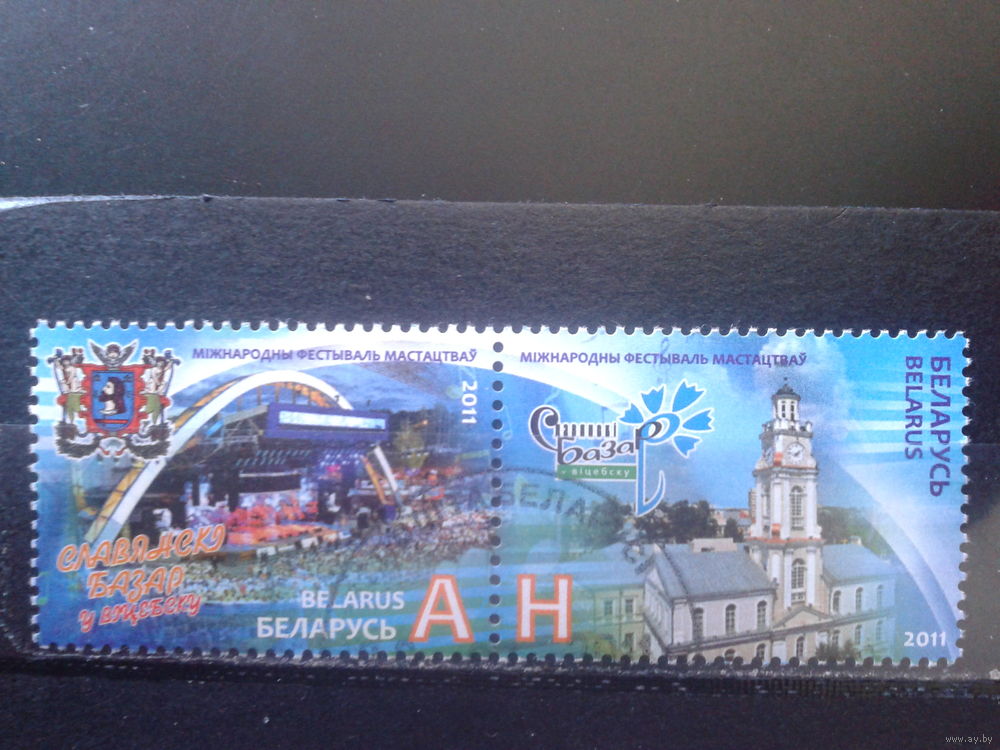 МІЖНАРОДНЫ ФЕСТЫВАЛЬ МАСТАЦТВАЎ
2011
СЛАВЯНСКІ
БАЗАР
У ВІЦЕБСКУ
BELARUS
БЕЛАРУСЬ
A
МІЖНАРОДНЫ ФЕСТЫВАЛЬ МАСТАЦТВАЎ
Славянскі
базар
віцебску
БЕЛАРУСЬ
BELARUS
H
2011
БЕЛА
www.ay.by